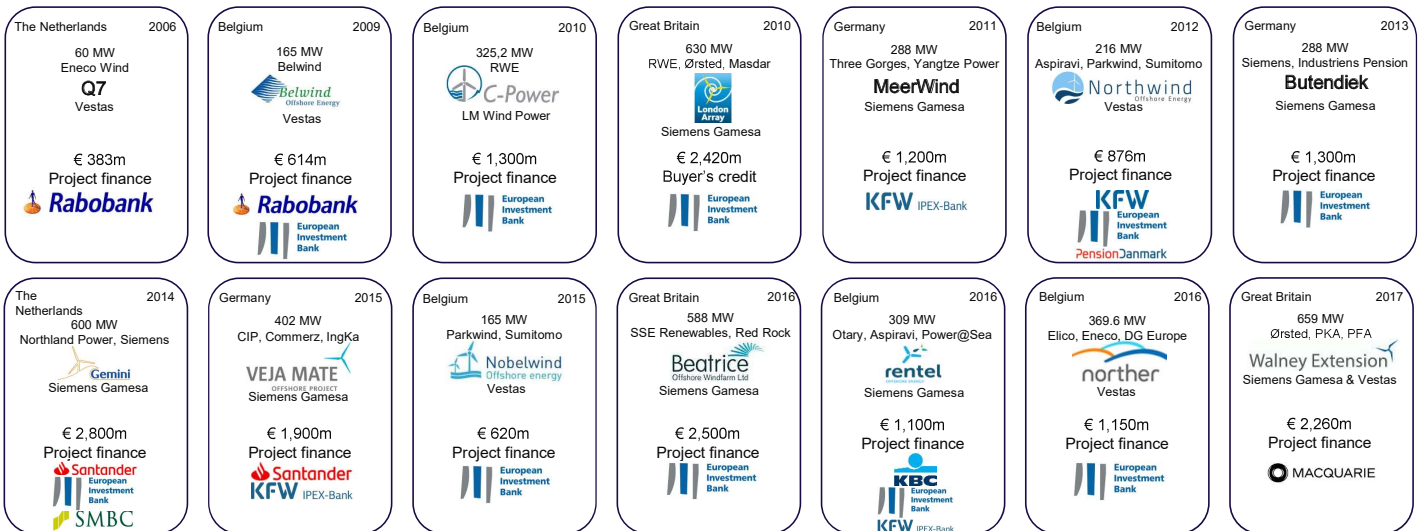 The Netherlands 2006
60 MW
Eneco Wind
Q7
Vestas
€ 383m
Project finance
Rabobank
Belgium 2009
165 MW
Belwind
Belwind
Offshore Energy
Vestas
€ 614m
Project finance
Rabobank
European
Investment
Bank
Belgium 2010
325,2 MW
RWE
C-Power
LM Wind Power
€ 1,300m
Project finance
European
Investment
Bank
Great Britain 2010
630 MW
RWE, Ørsted, Masdar
London
Array
Siemens Gamesa
€ 2,420m
Buyer's credit
European
Investment
Bank
Germany 2011
288 MW
Three Gorges, Yangtze Power
MeerWind
Siemens Gamesa
€ 1,200m
Project finance
KFW IPEX-Bank
Belgium 2012
216 MW
Aspiravi, Parkwind, Sumitomo
Northwind
Offshore Energy
Vestas
€ 876m
Project finance
KFW
European
Investment
Bank
PensionDanmark
Germany 2013
288 MW
Siemens, Industriens Pension
Butendiek
Siemens Gamesa
€ 1,300m
Project finance
European
Investment
Bank
The 2014
Netherlands
600 MW
Northland Power, Siemens
Gemini
Siemens Gamesa
€ 2,800m
Project finance
Santander
European
Investment
Bank
SMBC
Germany 2015
402 MW
CIP, Commerz, IngKa
VEJA MATE
OFFSHORE PROJECT
Siemens Gamesa
€ 1,900m
Project finance
Santander
KFW IPEX-Bank
Belgium 2015
165 MW
Parkwind, Sumitomo
Nobelwind
Offshore energy
Vestas
€ 620m
Project finance
European
Investment
Bank
Great Britain 2016
588 MW
SSE Renewables, Red Rock
Beatrice
Offshore Windfarm Ltd
Siemens Gamesa
€ 2,500m
Project finance
European
Investment
Bank
Belgium 2016
309 MW
Otary, Aspiravi, Power@Sea
rentel
OFFSHORE ENERGY
Siemens Gamesa
€ 1,100m
Project finance
KBC
European
Investment
Bank
KFW IPEX-Bank
Belgium 2016
369.6 MW
Elico, Eneco, DG Europe
norther
Vestas
€ 1,150m
Project finance
European
Investment
Bank
Great Britain 2017
659 MW
Ørsted, PKA, PFA
Walney Extension
Siemens Gamesa & Vestas
€ 2,260m
Project finance
MACQUARIE